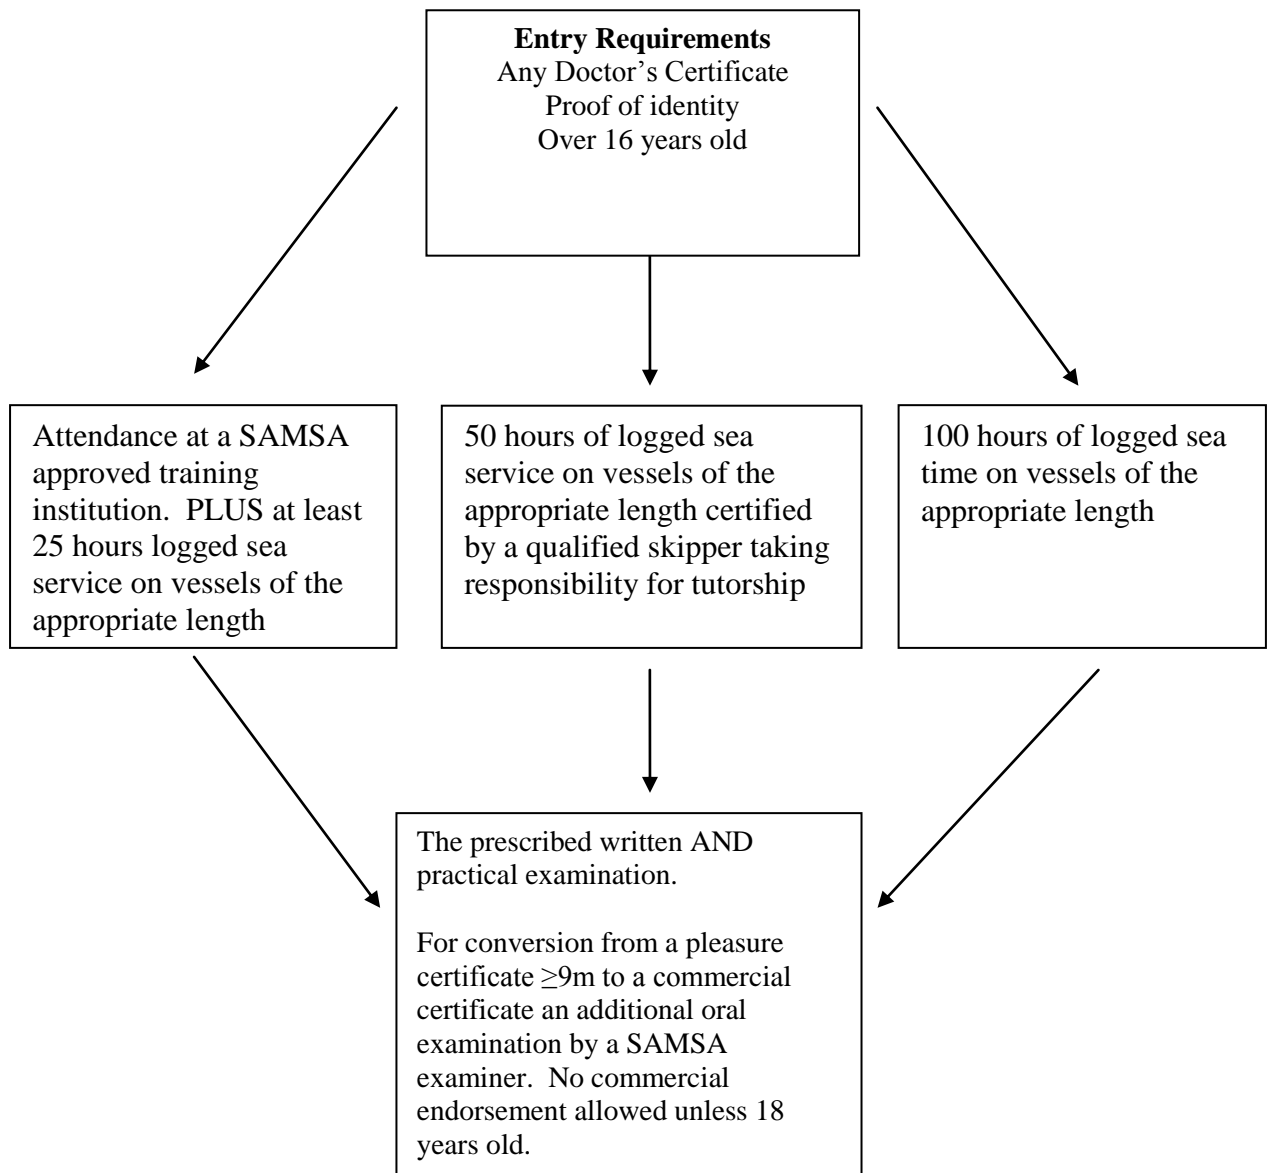 Entry Requirements
Any Doctor’s Certificate
Proof of identity
Over 16 years old
Attendance at a SAMSA
approved training
institution.  PLUS at least
25 hours logged sea
service on vessels of the
appropriate length
50 hours of logged sea
service on vessels of the
appropriate length certified
by a qualified skipper taking
responsibility for tutorship
100 hours of logged sea
time on vessels of the
appropriate length
The prescribed written AND
practical examination.
For conversion from a pleasure
certificate ≥9m to a commercial
certificate an additional oral
examination by a SAMSA
examiner.  No commercial
endorsement allowed unless 18
years old.